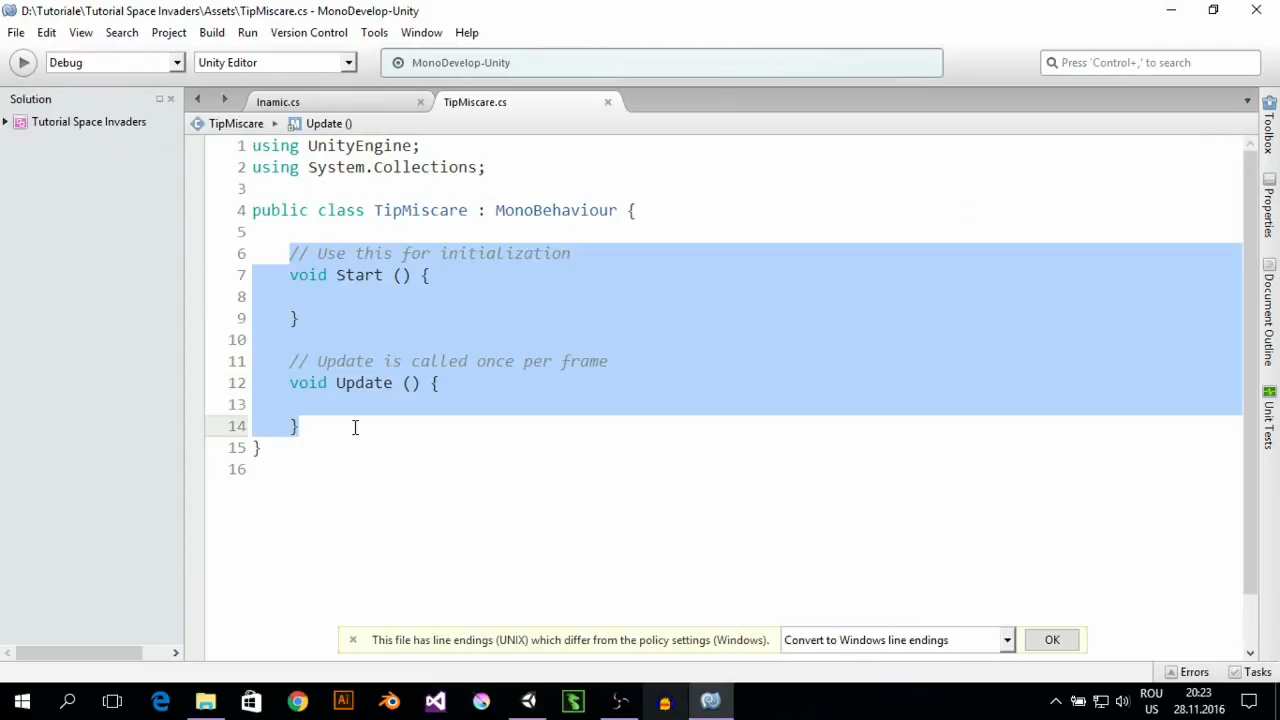 D:\Tutoriale\Tutorial Space Invaders\Assets\TipMiscare.cs - MonoDevelop-Unity
File Edit View Search Project Build Run Version Control Tools Window Help
Debug Unity Editor MonoDevelop-Unity Press 'Control+,' to search
Solution Inamic.cs TipMiscare.cs
Tutorial Space Invaders TipMiscare Update ()
1 using UnityEngine;
2 using System.Collections;
3
4 public class TipMiscare : MonoBehaviour {
5
6 // Use this for initialization
7 void Start () {
8
9 }
10
11 // Update is called once per frame
12 void Update () {
13
14 }
15 }
16
Toolbox
Properties
Document Outline
Unit Tests
This file has line endings (UNIX) which differ from the policy settings (Windows). Convert to Windows line endings OK
Errors Tasks
Ai
ROU 20:23
US 28.11.2016